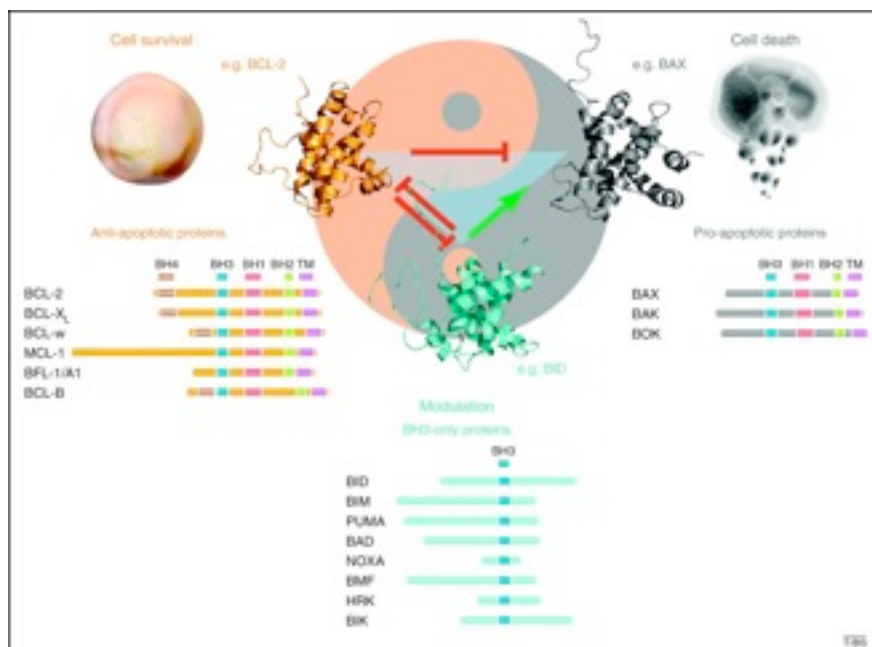 Cell survival
e.g. BCL-2
e.g. BAX
Cell death
Anti-apoptotic proteins
BH4 BH3 BH1 BH2 TM
BCL-2
BCL-XL
BCL-w
MCL-1
BFL-1/A1
BCL-B
Pro-apoptotic proteins
BH3 BH1 BH2 TM
BAX
BAK
BOK
e.g. BID
Modulation
BH3-only proteins
BH3
BID
BIM
PUMA
BAD
NOXA
BMF
HRK
BIK